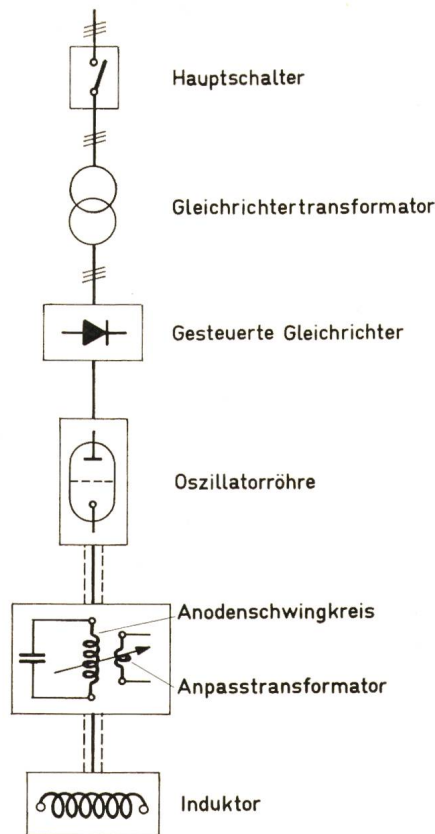 Hauptschalter
Gleichrichtertransformator
Gesteuerte Gleichrichter
Oszillatorröhre
Anodenschwingkreis
Anpasstransformator
Induktor